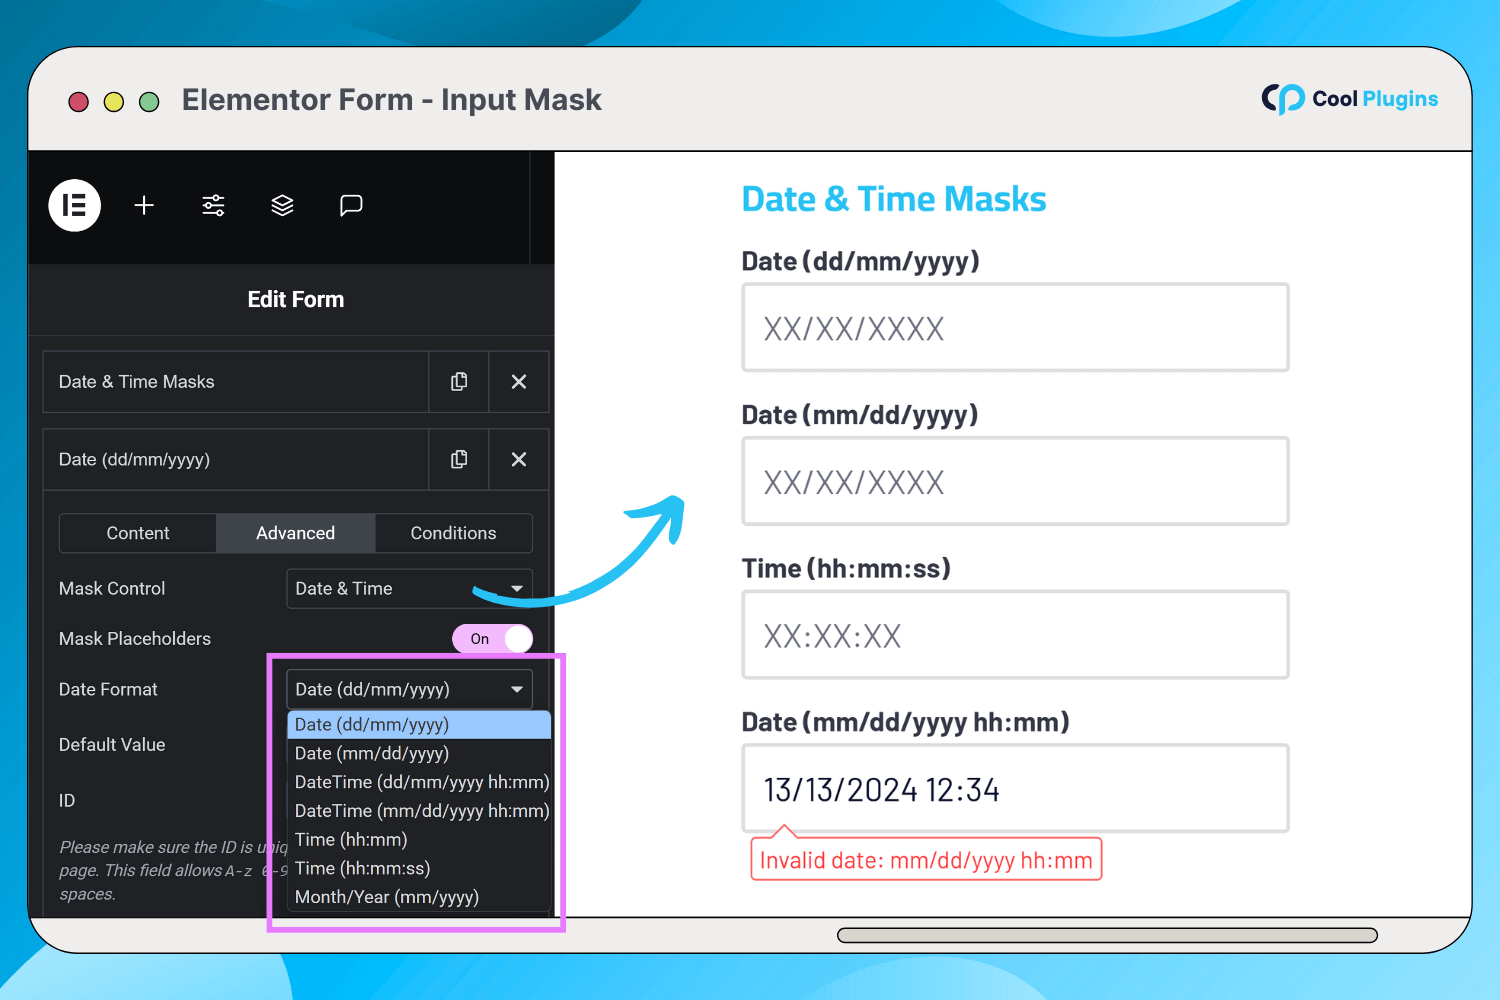 Elementor Form - Input Mask
Cool Plugins
Edit Form
Date & Time Masks
Date (dd/mm/yyyy)
Content
Advanced
Conditions
Mask Control
Date & Time
Mask Placeholders
On
Date Format
Date (dd/mm/yyyy)
Date (dd/mm/yyyy)
Date (mm/dd/yyyy)
DateTime (dd/mm/yyyy hh:mm)
DateTime (mm/dd/yyyy hh:mm)
Time (hh:mm)
Time (hh:mm:ss)
Month/Year (mm/yyyy)
Default Value
ID
Please make sure the ID is uniq
page. This field allows A-z 0-9
spaces.
Date & Time Masks
Date (dd/mm/yyyy)
XX/XX/XXXX
Date (mm/dd/yyyy)
XX/XX/XXXX
Time (hh:mm:ss)
XX:XX:XX
Date (mm/dd/yyyy hh:mm)
13/13/2024 12:34
Invalid date: mm/dd/yyyy hh:mm